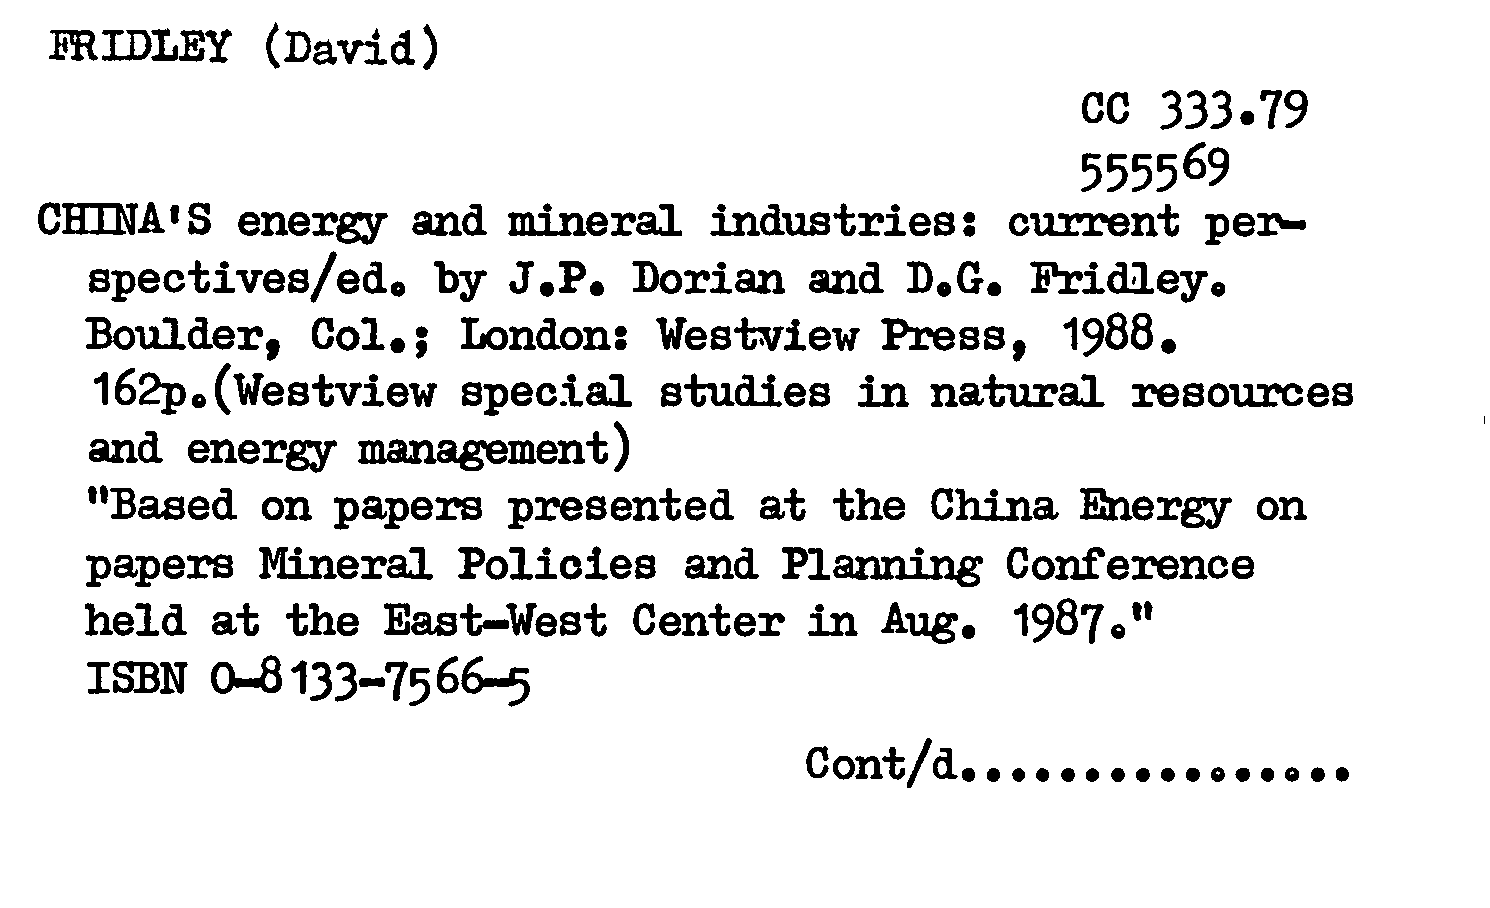 FRIDLEY (David)
CC 333.79
555569
CHINA'S energy and mineral industries: current per-
spectives/ed. by J.P. Dorian and D.G. Fridley.
Boulder, Col.; London: Westview Press, 1988.
162p.(Westview special studies in natural resources
and energy management)
"Based on papers presented at the China Energy on
papers Mineral Policies and Planning Conference
held at the East-West Center in Aug. 1987."
ISBN 0-8133-7566-5
Cont/d................